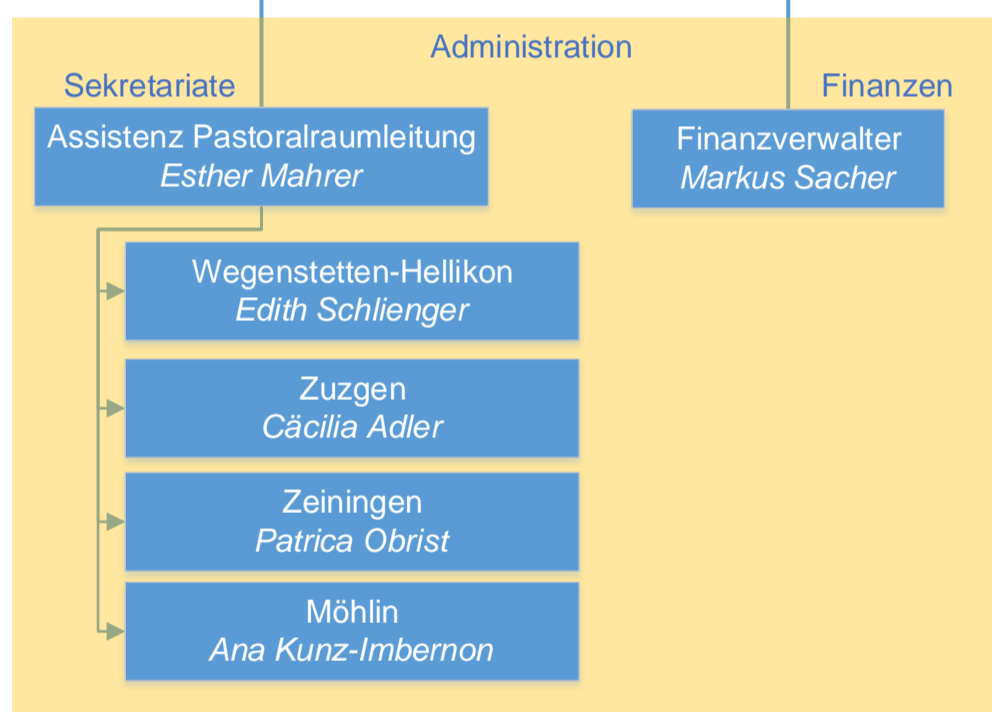 Administration
Sekretariate
Finanzen
Assistenz Pastoralraumleitung
Esther Mahrer
Finanzverwalter
Markus Sacher
Wegenstetten-Hellikon
Edith Schlienger
Zuzgen
Cäcilia Adler
Zeiningen
Patrica Obrist
Möhlin
Ana Kunz-Imbernon